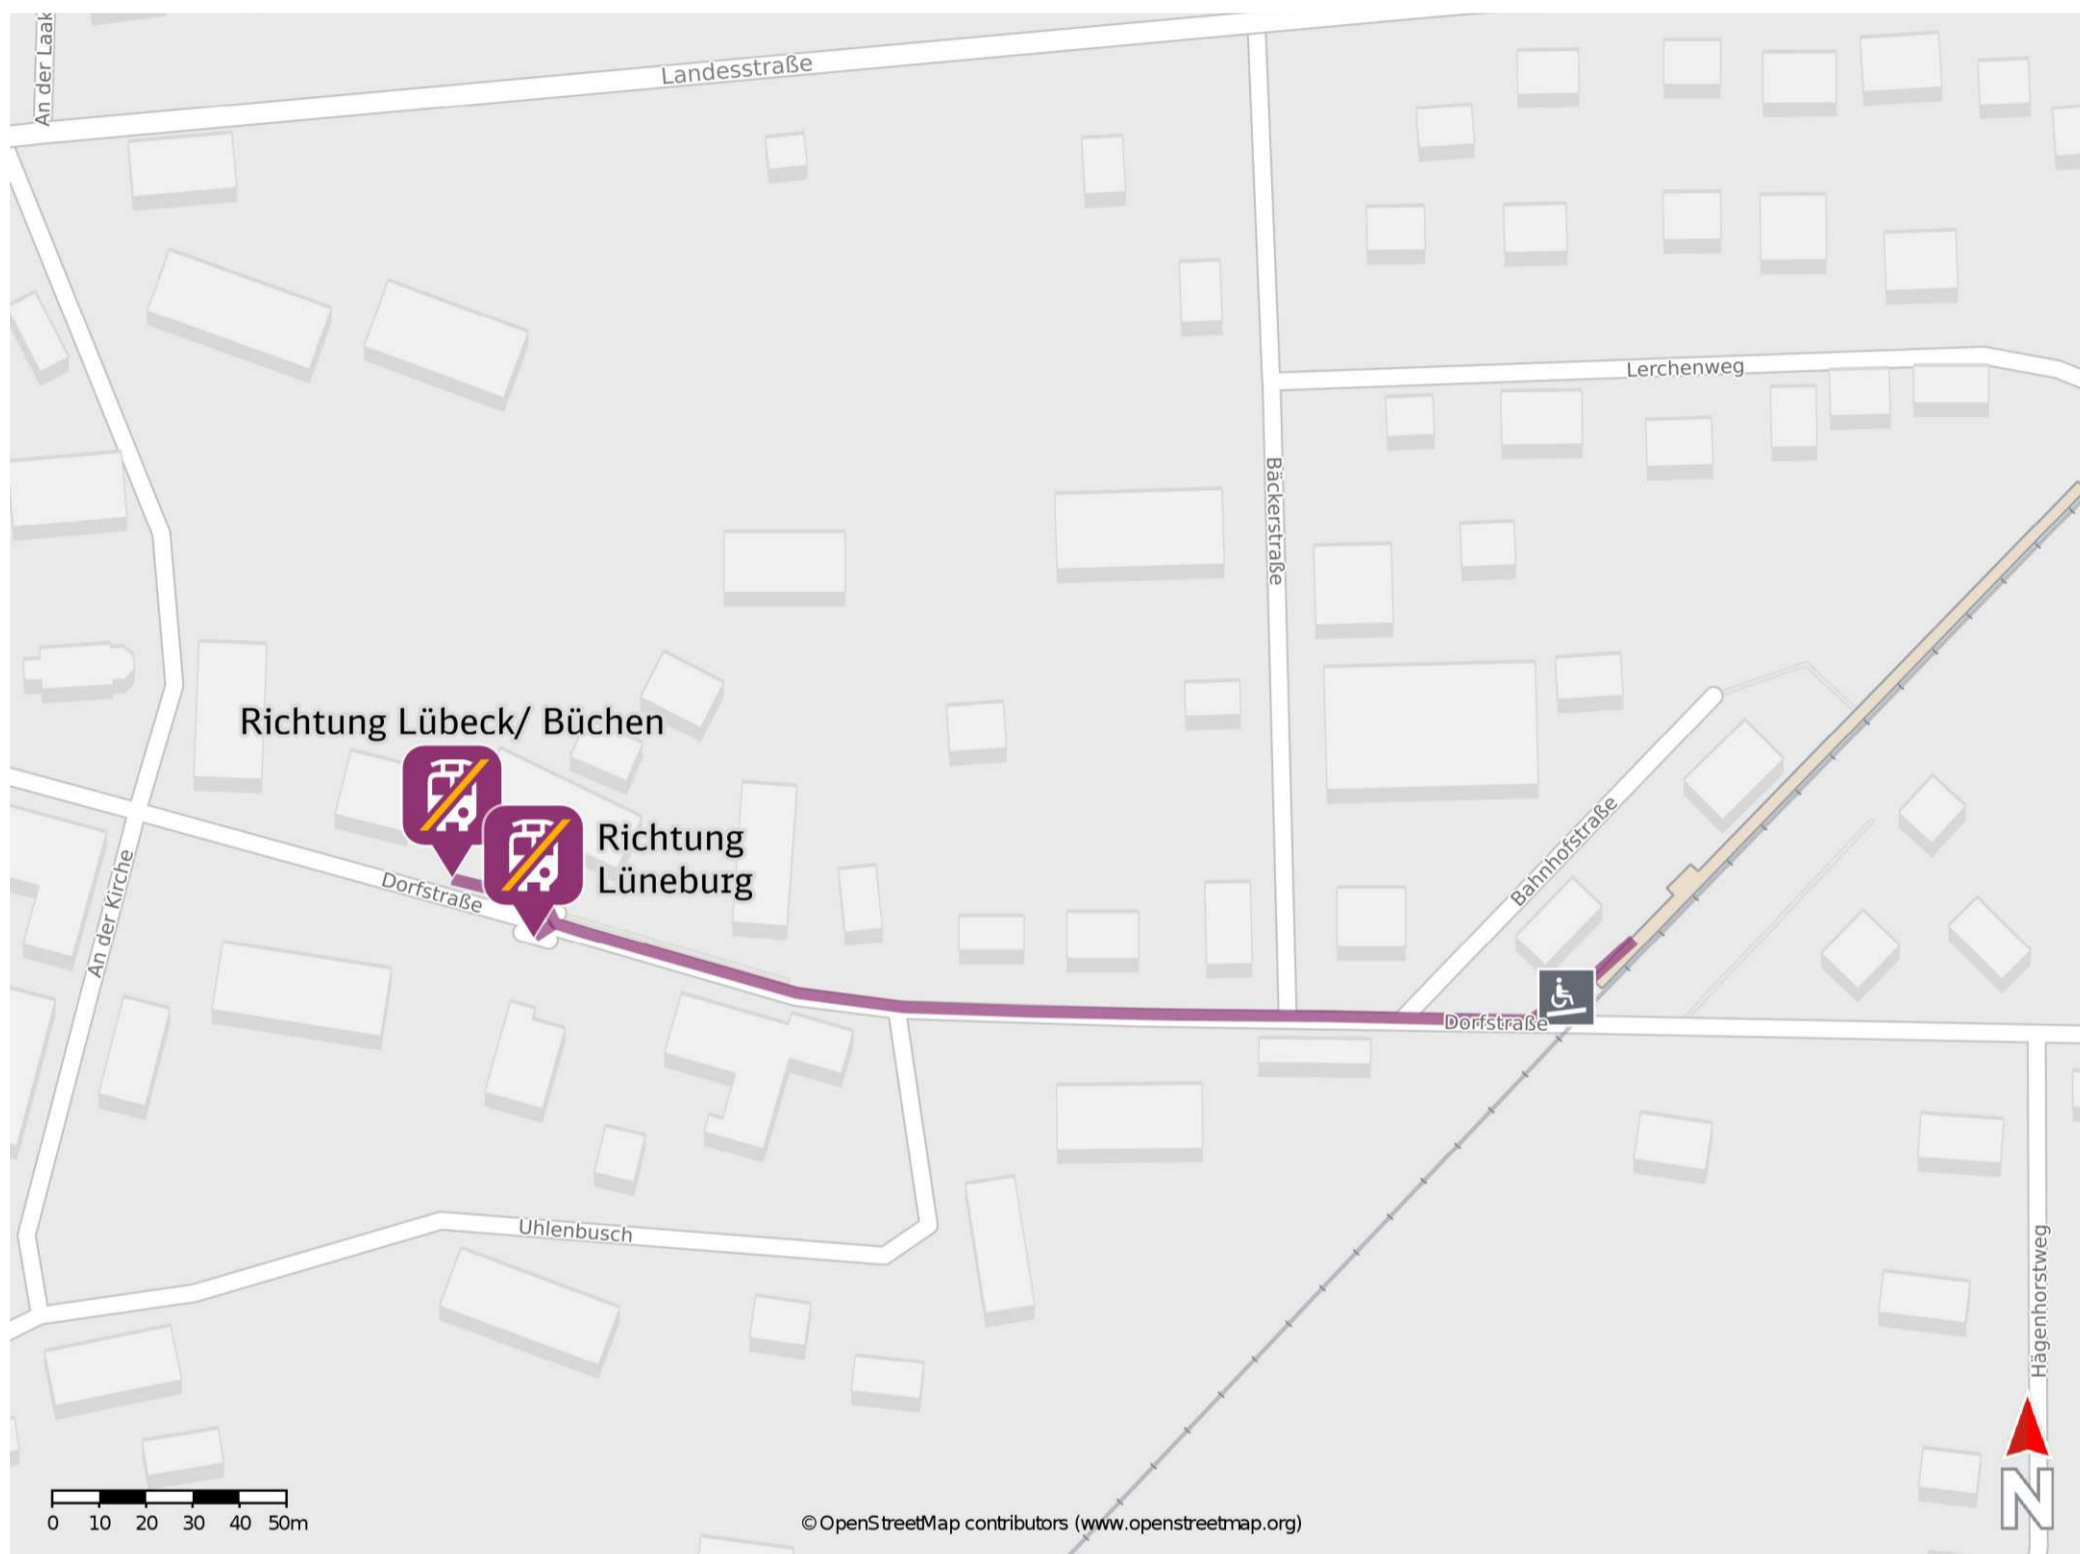 An der Laak
Landesstraße
Lerchenweg
Bäckerstraße
Richtung Lübeck/ Büchen
Richtung
Lüneburg
Bahnhofstraße
Dorfstraße
An der Kirche
Dorfstraße
Uhlenbusch
Hägenhorstweg
N
0 10 20 30 40 50m
© OpenStreetMap contributors (www.openstreetmap.org)